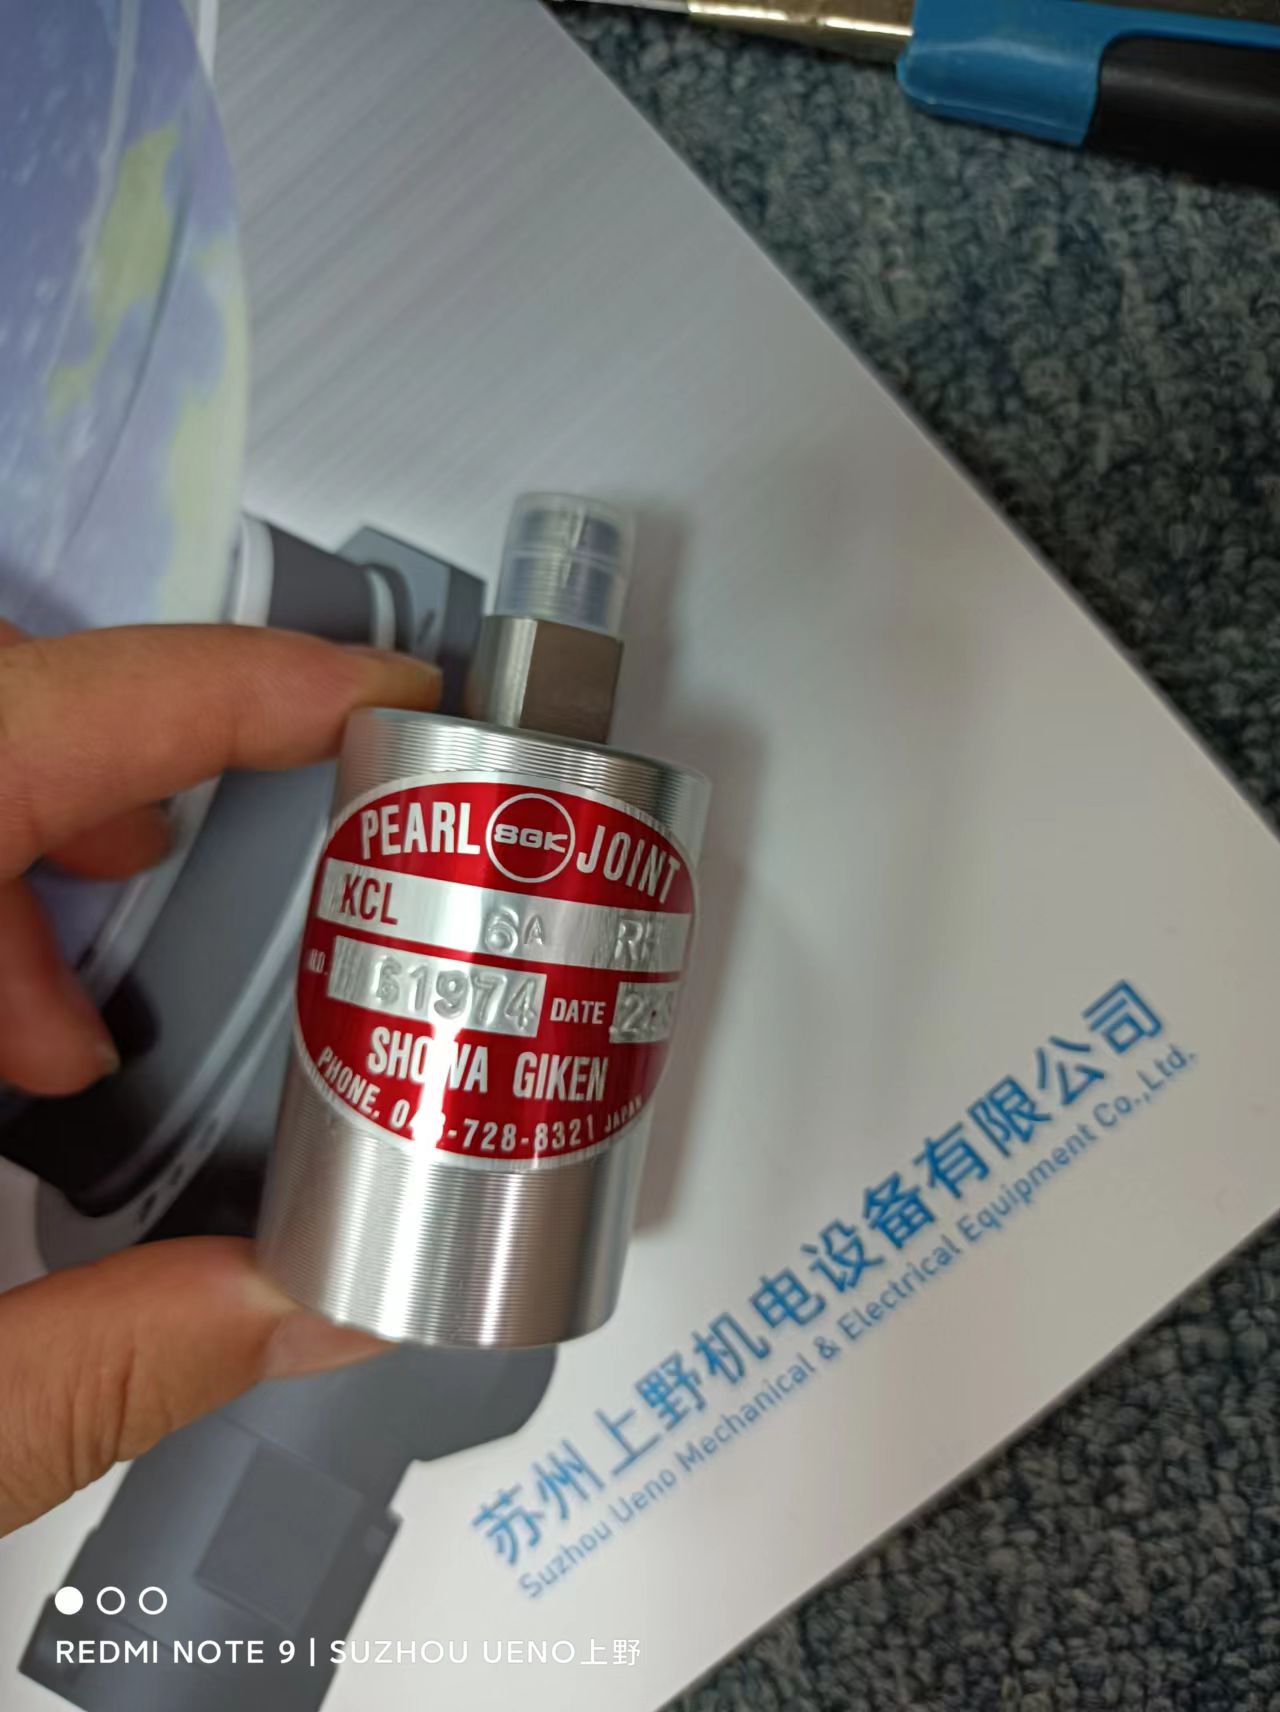 PEARL SGK JOINT
KCL 6A RH
NO. H 61974 DATE
SHOWA GIKEN
PHONE. -728-8321 JAPAN
苏州上野机电设备有限公司
Suzhou Ueno Mechanical & Electrical Equipment Co.,Ltd.
REDMI NOTE 9 | SUZHOU UENO上野